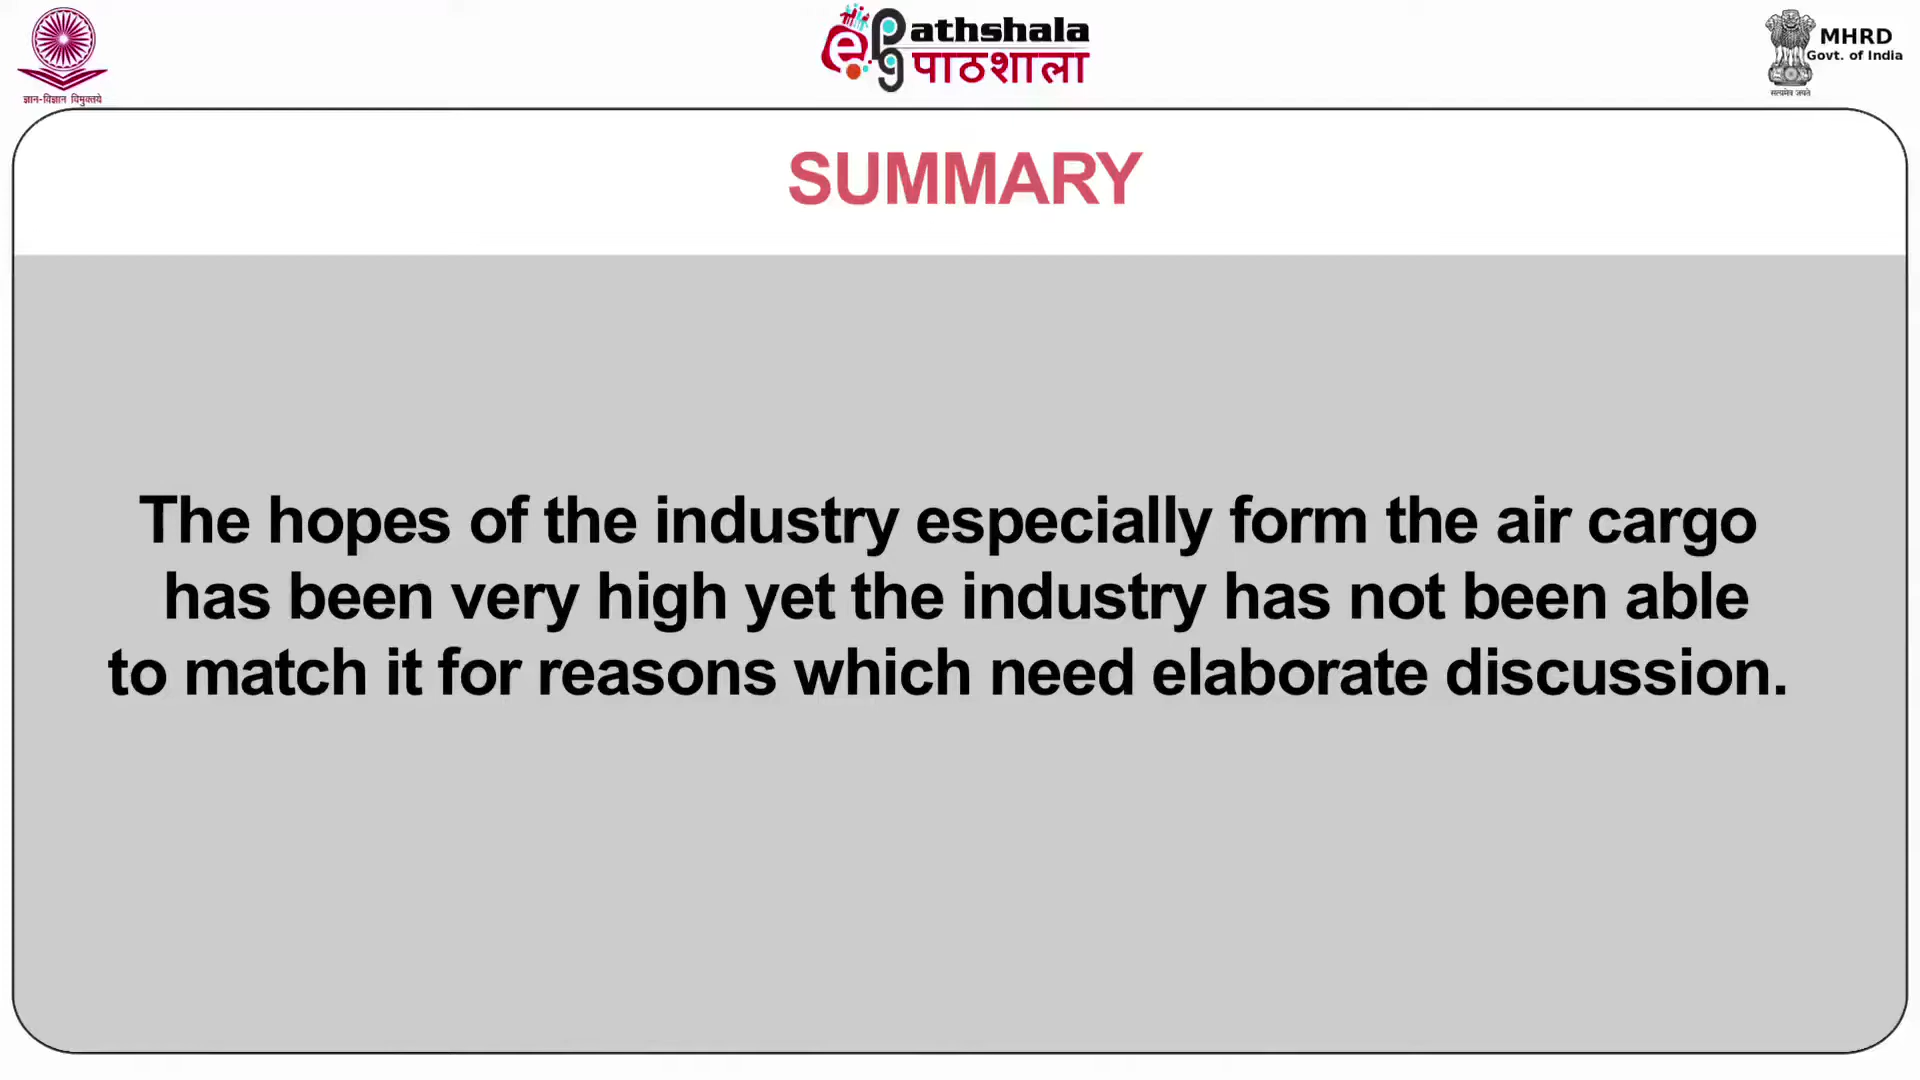 ज्ञान-विज्ञान विमुक्तये
e
Pg
athshala
पाठशाला
MHRD
Govt. of India
सत्यमेव जयते
SUMMARY
The hopes of the industry especially form the air cargo
has been very high yet the industry has not been able
to match it for reasons which need elaborate discussion.